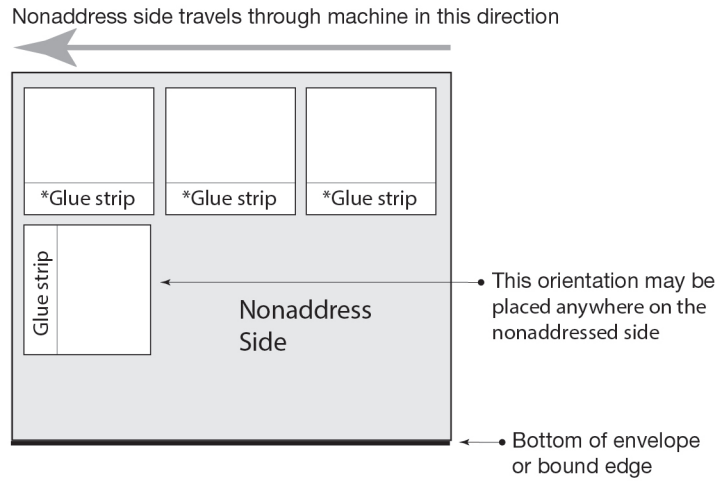 Nonaddress side travels through machine in this direction
*Glue strip
*Glue strip
*Glue strip
Glue strip
Nonaddress
Side
This orientation may be
placed anywhere on the
nonaddressed side
Bottom of envelope
or bound edge